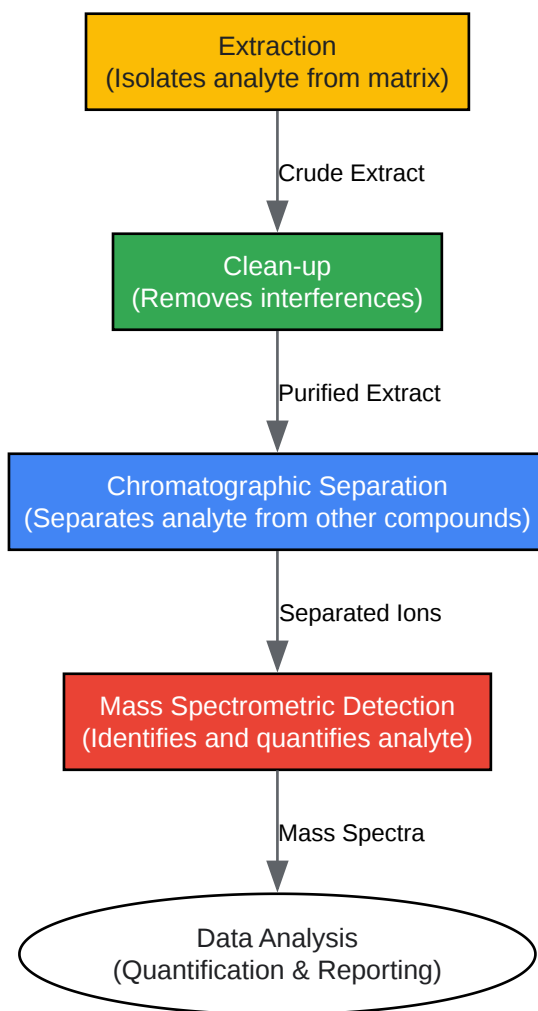 Extraction
(Isolates analyte from matrix)
Crude Extract
Clean-up
(Removes interferences)
Purified Extract
Chromatographic Separation
(Separates analyte from other compounds)
Separated Ions
Mass Spectrometric Detection
(Identifies and quantifies analyte)
Mass Spectra
Data Analysis
(Quantification & Reporting)